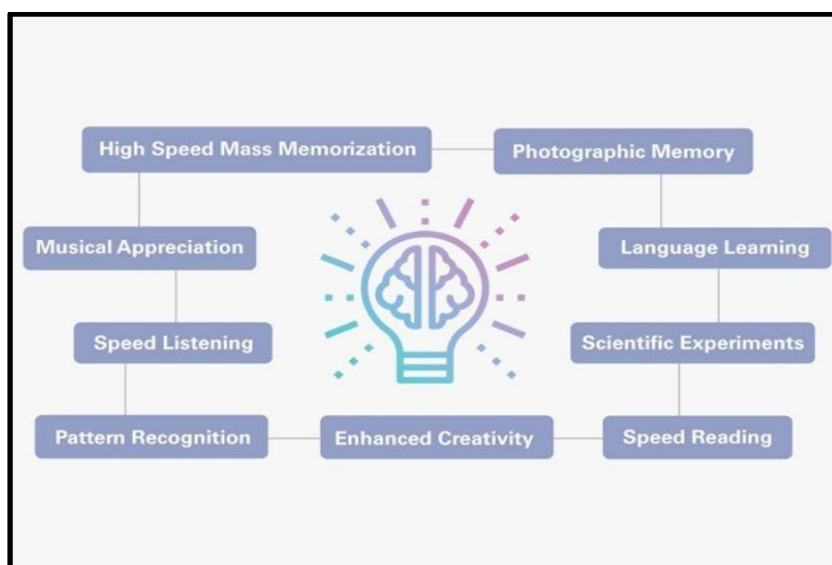 High Speed Mass Memorization
Photographic Memory
Musical Appreciation
Language Learning
Speed Listening
Scientific Experiments
Pattern Recognition
Enhanced Creativity
Speed Reading